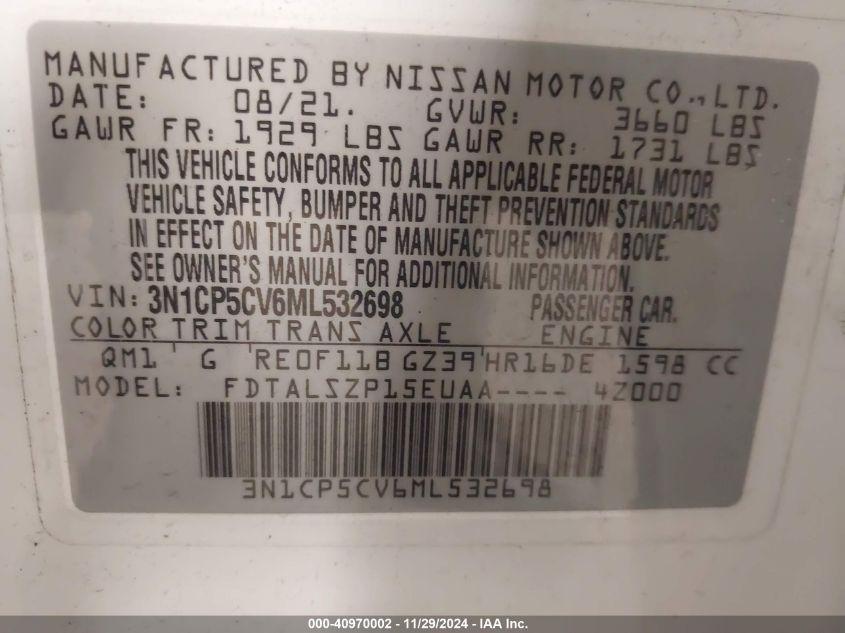 MANUFACTURED BY NISSAN MOTOR CO., LTD.
DATE: 08/21. GVWR: 3660 LBS
GAWR FR: 1929 LBS GAWR RR: 1731 LBS
THIS VEHICLE CONFORMS TO ALL APPLICABLE FEDERAL MOTOR
VEHICLE SAFETY, BUMPER AND THEFT PREVENTION STANDARDS
IN EFFECT ON THE DATE OF MANUFACTURE SHOWN ABOVE.
SEE OWNER'S MANUAL FOR ADDITIONAL INFORMATION.
VIN: 3N1CP5CV6ML532698 PASSENGER CAR.
COLOR TRIM TRANS AXLE ENGINE
QM1 ' G 'RE0F11B GZ39'HR16DE 1598 CC
MODEL: FDTALSZP15EUAA---- 4Z000
3N1CP5CV6ML532698
000-40970002 - 11/29/2024 - IAA Inc.